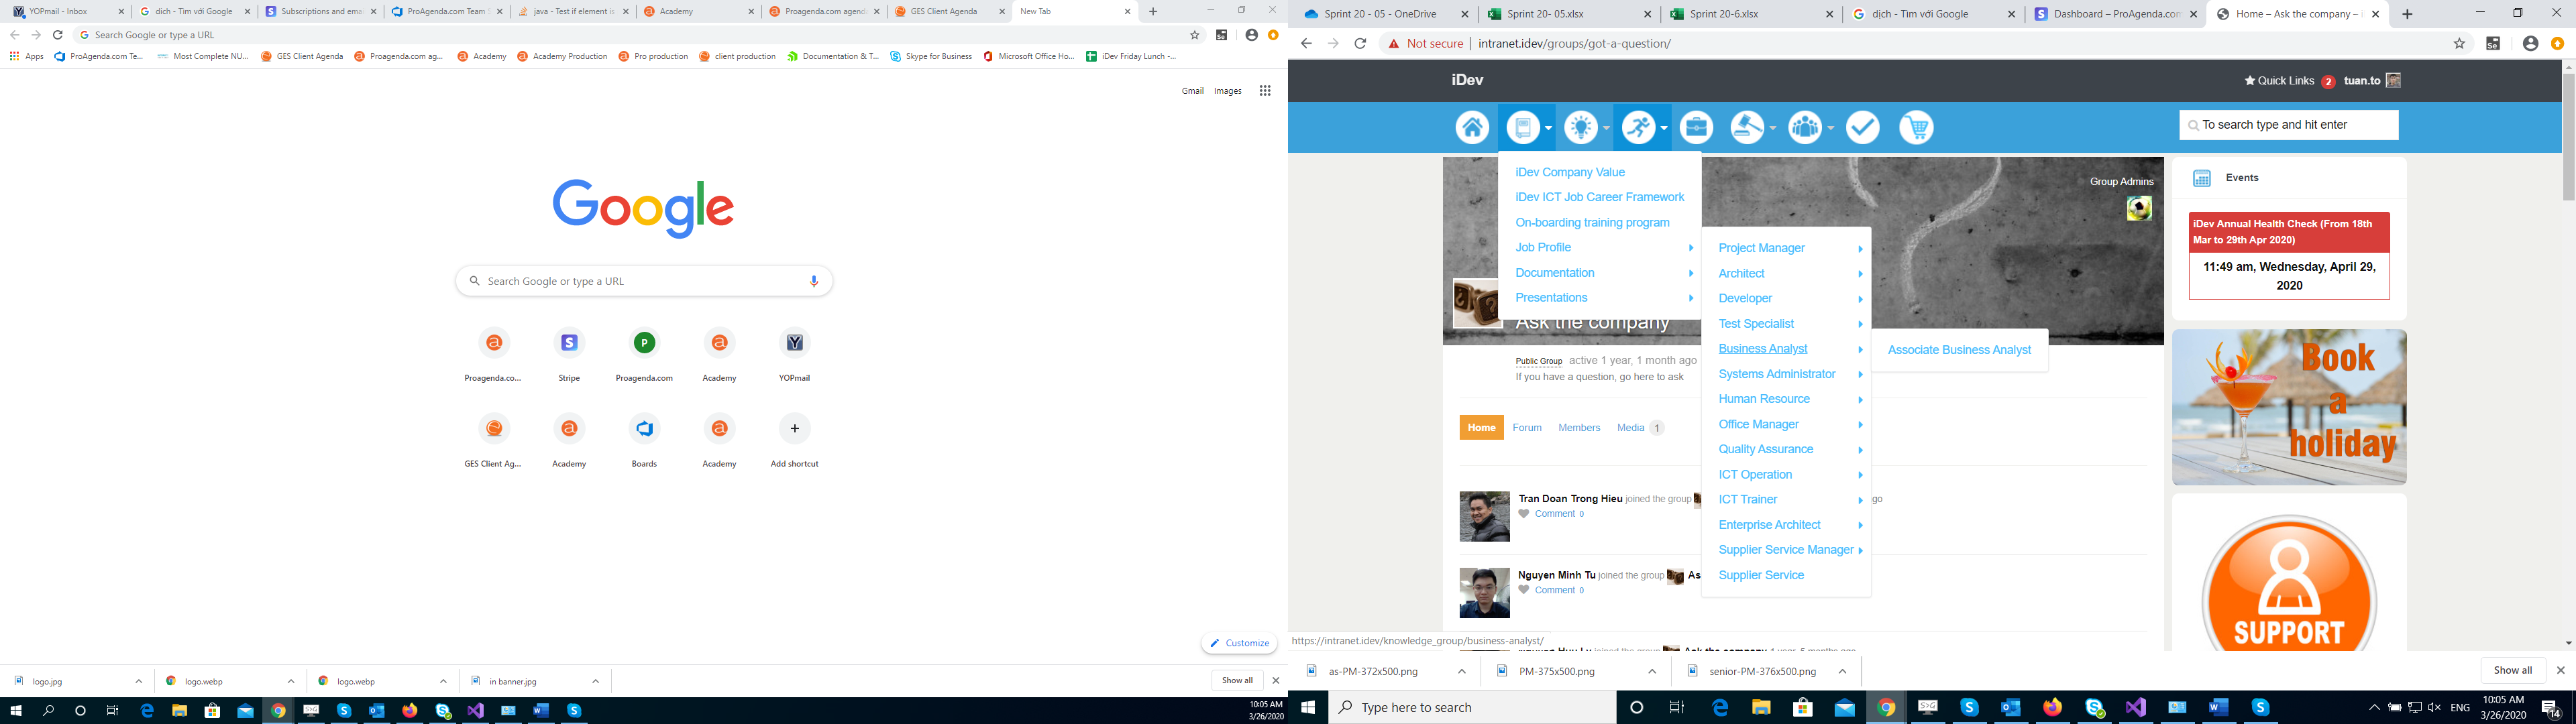 YOPmail - Inbox
dich - Tìm với Google
Subscriptions and ema
ProAgenda.com Team S
java - Test if element is
Academy
Proagenda.com agend
GES Client Agenda
New Tab
Search Google or type a URL
Apps
ProAgenda.com Te...
Most Complete NU...
GES Client Agenda
Proagenda.com ag...
Academy
Academy Production
Pro production
client production
Documentation & T...
Skype for Business
Microsoft Office Ho...
iDev Friday Lunch -...
Gmail
Images
Google
Search Google or type a URL
Proagenda.co...
Stripe
Proagenda.com
Academy
YOPmail
GES Client Ag...
Academy
Boards
Academy
Add shortcut
Customize
logo.jpg
logo.webp
logo.webp
in banner.jpg
Show all
10:05 AM
3/26/2020
Sprint 20 - 05 - OneDrive
Sprint 20- 05.xlsx
Sprint 20-6.xlsx
dịch - Tìm với Google
Dashboard – ProAgenda.com
Home – Ask the company –
Not secure
intranet.idev/groups/got-a-question/
iDev
Quick Links 2
tuan.to
To search type and hit enter
iDev Company Value
iDev ICT Job Career Framework
On-boarding training program
Job Profile
Documentation
Presentations
Project Manager
Architect
Developer
Test Specialist
Business Analyst
Systems Administrator
Human Resource
Office Manager
Quality Assurance
ICT Operation
ICT Trainer
Enterprise Architect
Supplier Service Manager
Supplier Service
Associate Business Analyst
Group Admins
Ask the company
Public Group active 1 year, 1 month ago
If you have a question, go here to ask
Home
Forum
Members
Media 1
Tran Doan Trong Hieu joined the group
go
Comment 0
Nguyen Minh Tu joined the group As
Comment 0
Events
iDev Annual Health Check (From 18th
Mar to 29th Apr 2020)
11:49 am, Wednesday, April 29,
2020
Book
a
holiday
SUPPORT
https://intranet.idev/knowledge_group/business-analyst/
as-PM-372x500.png
PM-375x500.png
senior-PM-376x500.png
Show all
Type here to search
ENG
10:05 AM
3/26/2020
14